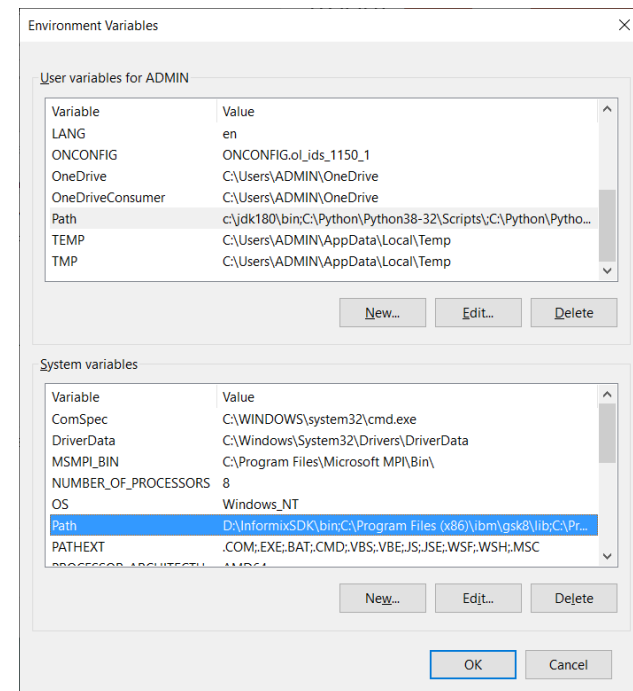 Environment Variables
User variables for ADMIN
Variable Value
LANG en
ONCONFIG ONCONFIG.ol_ids_1150_1
OneDrive C:\Users\ADMIN\OneDrive
OneDriveConsumer C:\Users\ADMIN\OneDrive
Path c:\jdk180\bin;C:\Python\Python38-32\Scripts\;C:\Python\Pytho...
TEMP C:\Users\ADMIN\AppData\Local\Temp
TMP C:\Users\ADMIN\AppData\Local\Temp
New... Edit... Delete
System variables
Variable Value
ComSpec C:\WINDOWS\system32\cmd.exe
DriverData C:\Windows\System32\Drivers\DriverData
MSMPI_BIN C:\Program Files\Microsoft MPI\Bin\
NUMBER_OF_PROCESSORS 8
OS Windows_NT
Path D:\InformixSDK\bin;C:\Program Files (x86)\ibm\gsk8\lib;C:\Pr...
PATHEXT .COM;.EXE;.BAT;.CMD;.VBS;.VBE;.JS;.JSE;.WSF;.WSH;.MSC
New... Edit... Delete
OK Cancel